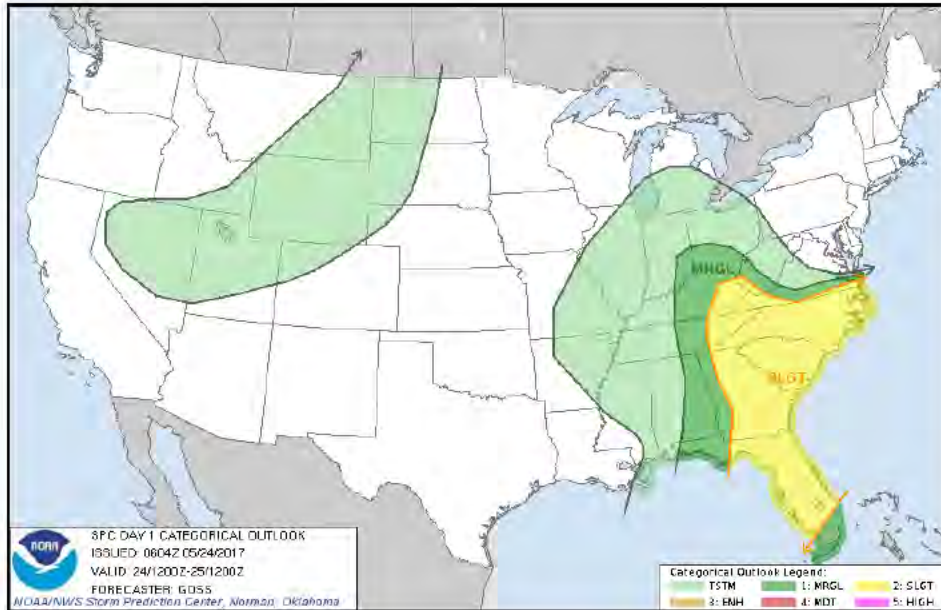 MRGL
SLGT
SPC DAY 1 CATEGORICAL OUTLOOK
ISSUED: 0604Z 05/24/2017
VALID: 24/1200Z-25/1200Z
FORECASTER: GOSS
NOAA/NWS Storm Prediction Center, Norman, Oklahoma
NOAA
Categorical Outlook Legend:
TSTM 1: MRGL 2: SLGT
3: ENH 4: MDT 5: HIGH